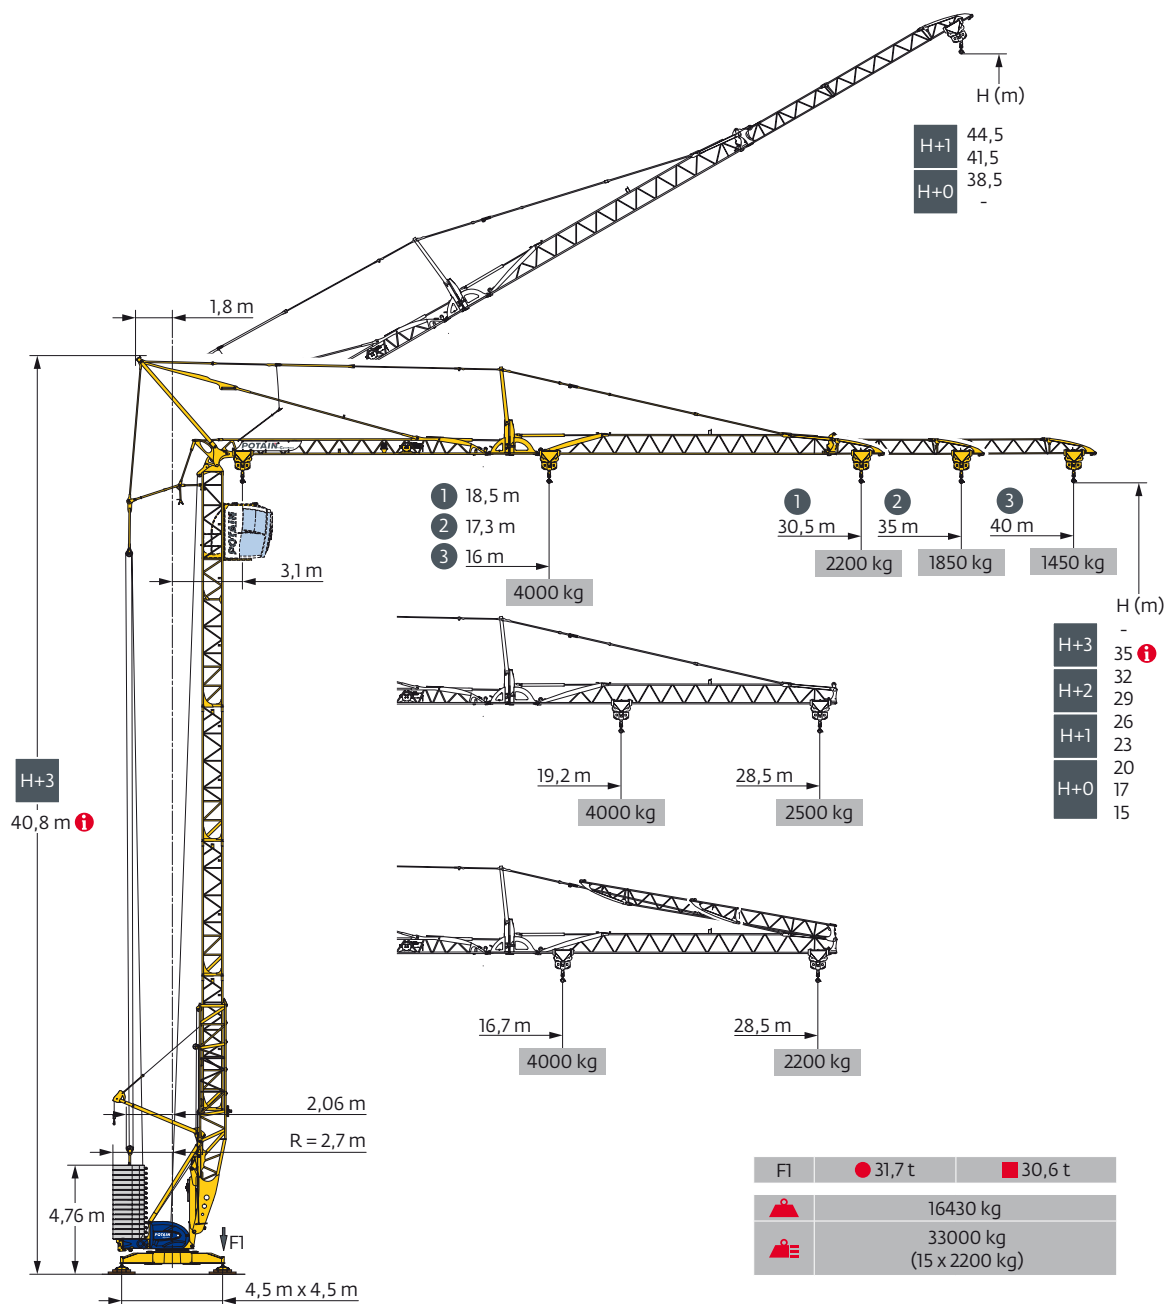 H (m)
H+1
44,5
41,5
H+0
38,5
-
1,8 m
POTAIN
POTAIN
1 18,5 m
2 17,3 m
3 16 m
4000 kg
1
30,5 m
2200 kg
2
35 m
1850 kg
3
40 m
1450 kg
3,1 m
H (m)
H+3
-
35 i
H+2
32
29
H+1
26
23
H+0
20
17
15
19,2 m
4000 kg
28,5 m
2500 kg
H+3
40,8 m i
16,7 m
4000 kg
28,5 m
2200 kg
2,06 m
R = 2,7 m
4,76 m
POTAIN
F1
4,5 m x 4,5 m
F1 31,7 t 30,6 t
16430 kg
33000 kg
(15 x 2200 kg)